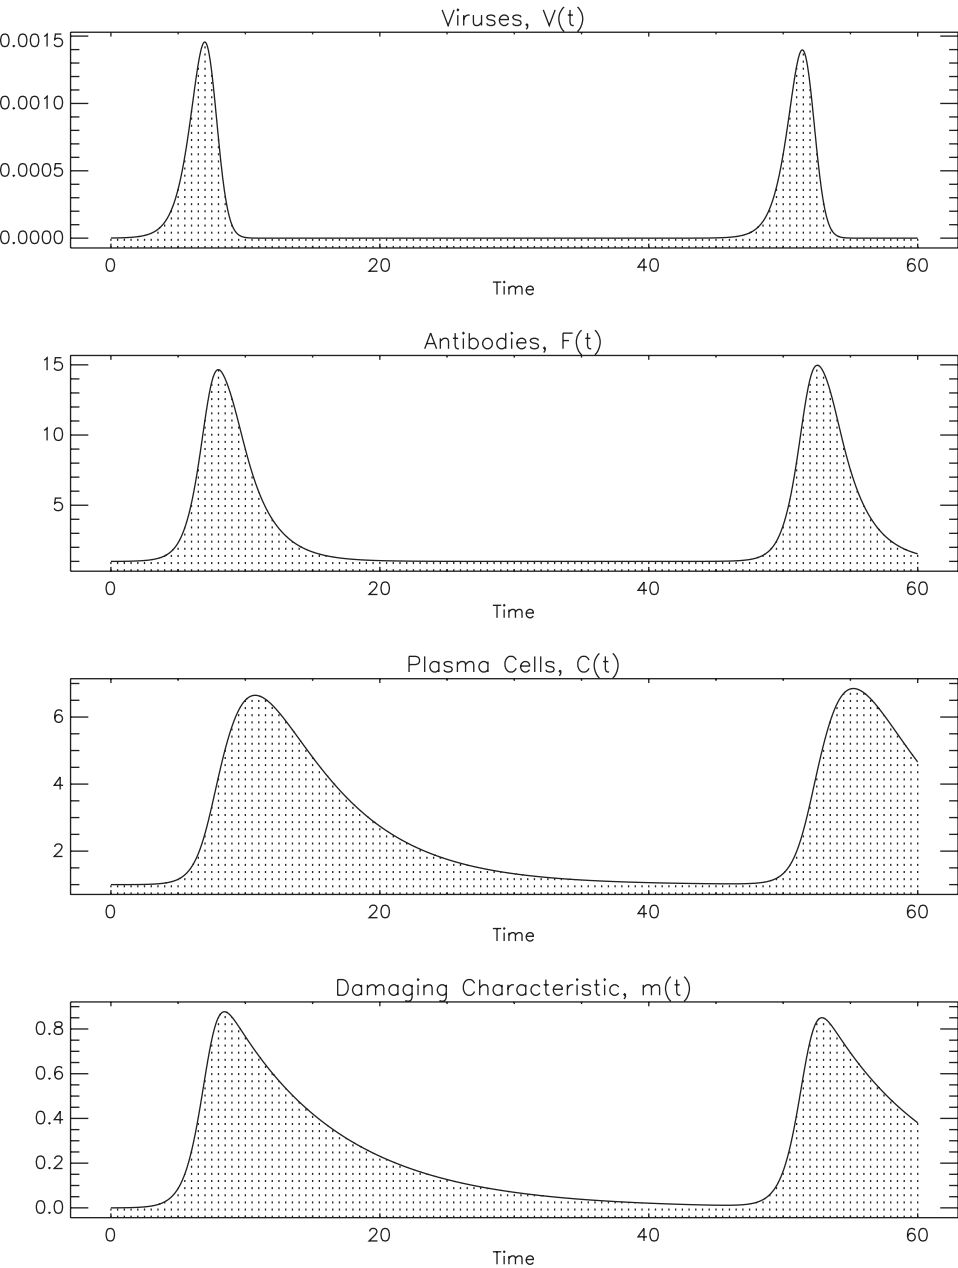 Viruses, V(t)
0.0015
0.0010
0.0005
0.0000
0 20 40 60
Time
Antibodies, F(t)
15
10
5
0 20 40 60
Time
Plasma Cells, C(t)
6
4
2
0 20 40 60
Time
Damaging Characteristic, m(t)
0.8
0.6
0.4
0.2
0.0
0 20 40 60
Time